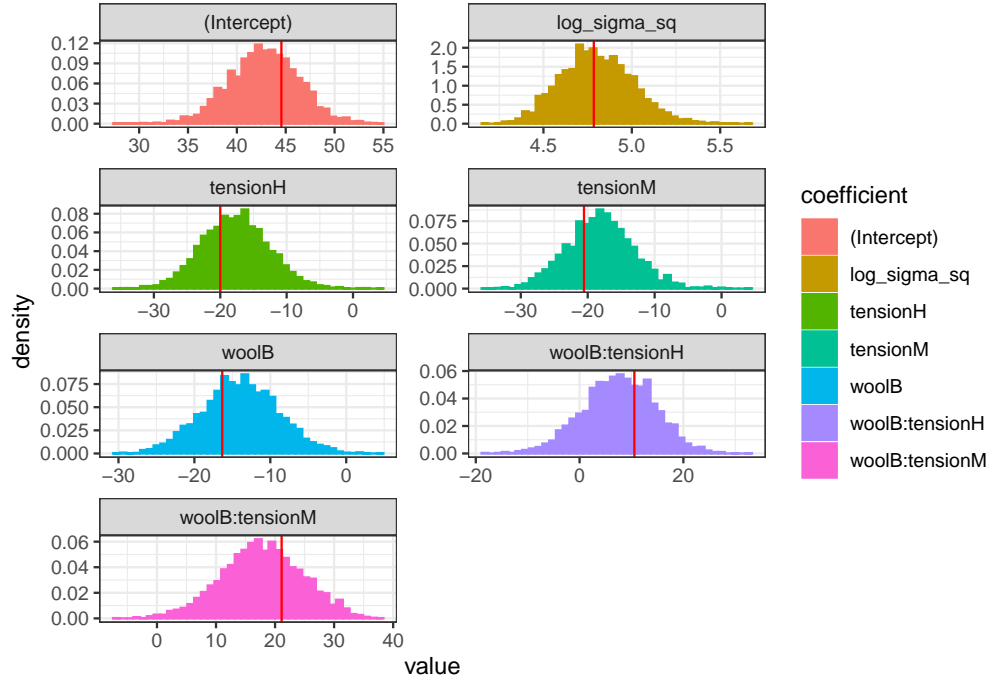 (Intercept)
log_sigma_sq
0.12
0.09
0.06
0.03
0.00
30 35 40 45 50 55
2.0
1.5
1.0
0.5
0.0
4.5 5.0 5.5
tensionH
tensionM
0.08
0.06
0.04
0.02
0.00
−30 −20 −10 0
0.075
0.050
0.025
0.000
−30 −20 −10 0
woolB
woolB:tensionH
0.075
0.050
0.025
0.000
−30 −20 −10 0
0.06
0.04
0.02
0.00
−20 0 20
woolB:tensionM
0.06
0.04
0.02
0.00
0 10 20 30 40
value
density
coefficient
(Intercept)
log_sigma_sq
tensionH
tensionM
woolB
woolB:tensionH
woolB:tensionM